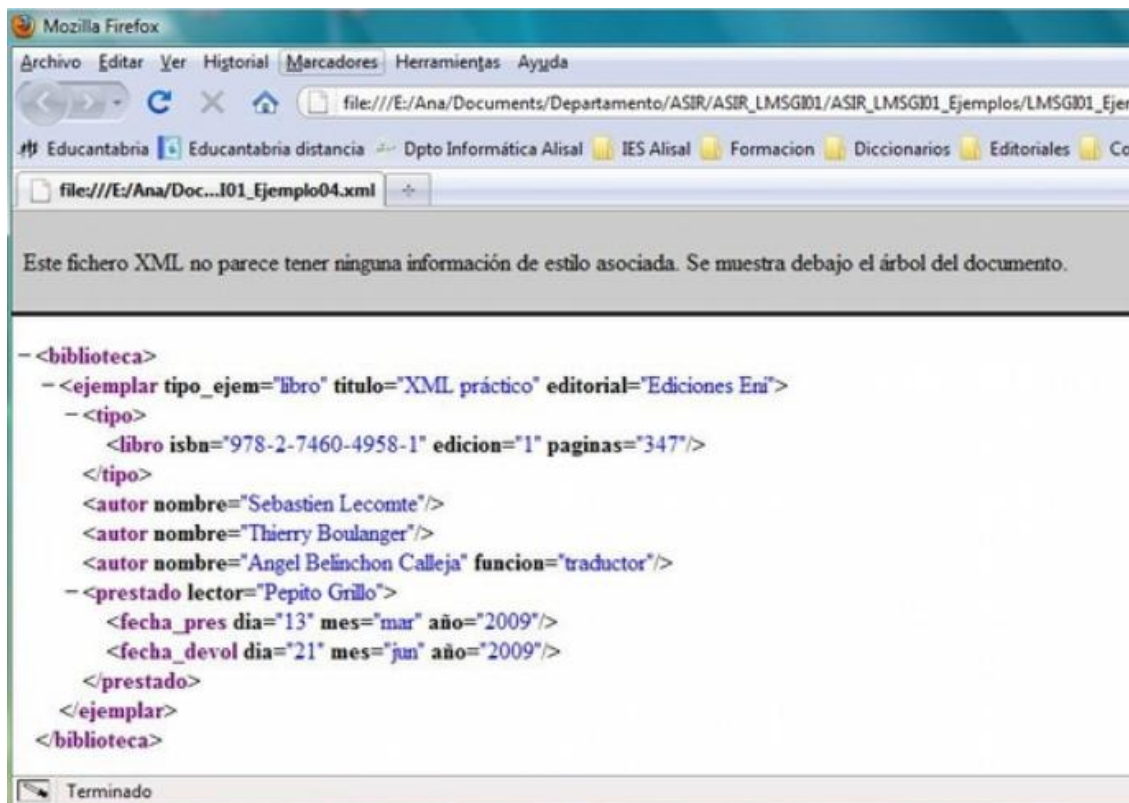 Mozilla Firefox
Archivo Editar Ver Historial Marcadores Herramientas Ayuda
file:///E:/Ana/Documents/Departamento/ASIR/ASIR_LMSGI01/ASIR_LMSGI01_Ejemplos/LMSGI01_Ejer
Educantabria Educantabria distancia Dpto Informática Alisal IES Alisal Formacion Diccionarios Editoriales Co
file:///E:/Ana/Doc...I01_Ejemplo04.xml
Este fichero XML no parece tener ninguna información de estilo asociada. Se muestra debajo el árbol del documento.
– <biblioteca>
– <ejemplar tipo_ejem="libro" titulo="XML práctico" editorial="Ediciones Eni">
– <tipo>
<libro isbn="978-2-7460-4958-1" edicion="1" paginas="347"/>
</tipo>
<autor nombre="Sebastien Lecomte"/>
<autor nombre="Thierry Boulanger"/>
<autor nombre="Angel Belinchon Calleja" funcion="traductor"/>
– <prestado lector="Pepito Grillo">
<fecha_pres dia="13" mes="mar" año="2009"/>
<fecha_devol dia="21" mes="jun" año="2009"/>
</prestado>
</ejemplar>
</biblioteca>
Terminado